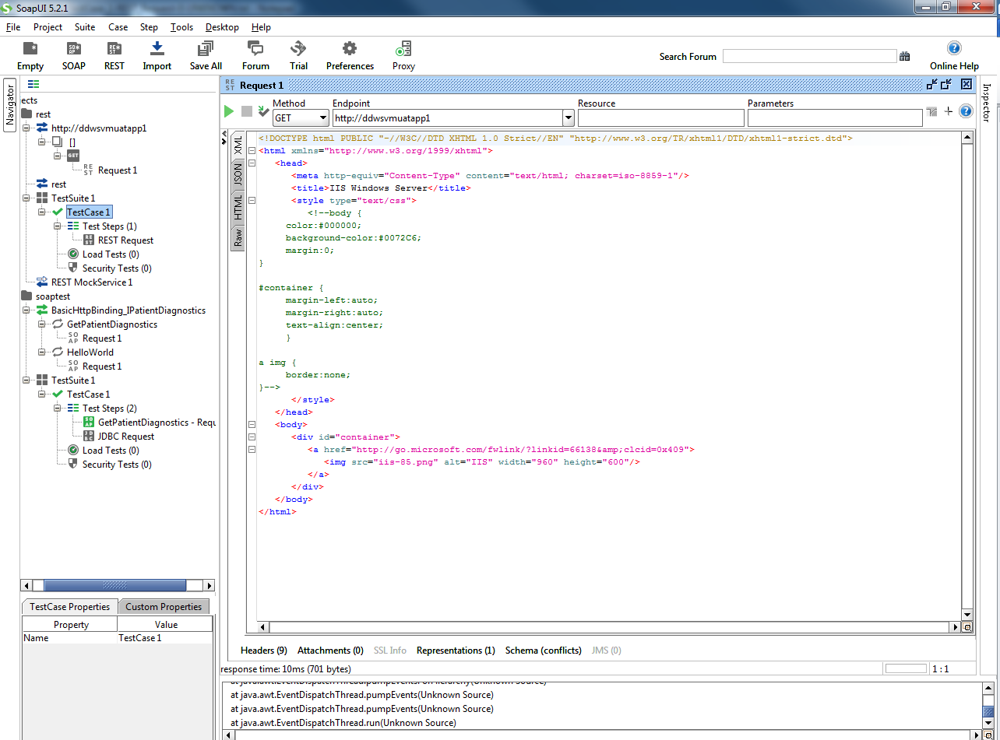 SoapUI 5.2.1
File Project Suite Case Step Tools Desktop Help
Empty SOAP REST Import Save All Forum Trial Preferences Proxy Search Forum Online Help
Navigator
ects
rest
http://ddwsvmuatapp1
[]
GET
REST Request 1
rest
TestSuite 1
TestCase 1
Test Steps (1)
REST REST Request
Load Tests (0)
Security Tests (0)
REST MockService 1
soaptest
BasicHttpBinding_IPatientDiagnostics
GetPatientDiagnostics
SOAP Request 1
HelloWorld
SOAP Request 1
TestSuite 1
TestCase 1
Test Steps (2)
SOAP GetPatientDiagnostics - Requ
JDBC JDBC Request
Load Tests (0)
Security Tests (0)
TestCase Properties Custom Properties
Property Value
Name TestCase 1
REST Request 1
Method Endpoint Resource Parameters
GET http://ddwsvmuatapp1
XML
JSON
HTML
Raw
<!DOCTYPE html PUBLIC "-//W3C//DTD XHTML 1.0 Strict//EN" "http://www.w3.org/TR/xhtml1/DTD/xhtml1-strict.dtd">
<html xmlns="http://www.w3.org/1999/xhtml">
<head>
<meta http-equiv="Content-Type" content="text/html; charset=iso-8859-1"/>
<title>IIS Windows Server</title>
<style type="text/css">
<!--body {
color:#000000;
background-color:#0072C6;
margin:0;
}
#container {
margin-left:auto;
margin-right:auto;
text-align:center;
}
a img {
border:none;
}-->
</style>
</head>
<body>
<div id="container">
<a href="http://go.microsoft.com/fwlink/?linkid=66138&amp;clcid=0x409">
<img src="iis-85.png" alt="IIS" width="960" height="600"/>
</a>
</div>
</body>
</html>
Headers (9) Attachments (0) SSL Info Representations (1) Schema (conflicts) JMS (0)
response time: 10ms (701 bytes) 1 : 1
at java.awt.EventDispatchThread.pumpEvents(Unknown Source)
at java.awt.EventDispatchThread.pumpEvents(Unknown Source)
at java.awt.EventDispatchThread.run(Unknown Source)
Inspector